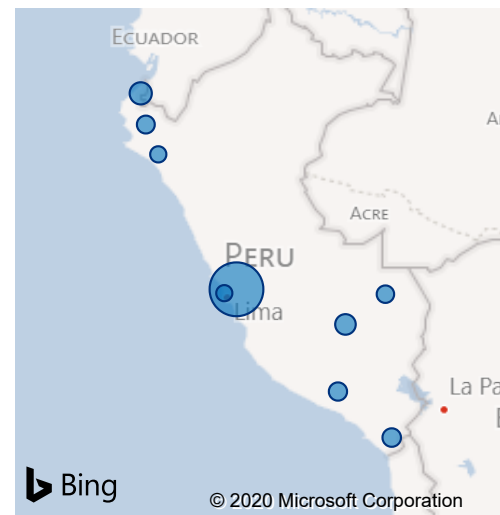 ECUADOR
A
ACRE
PERU
Lima
La Pa
E
Bing
© 2020 Microsoft Corporation